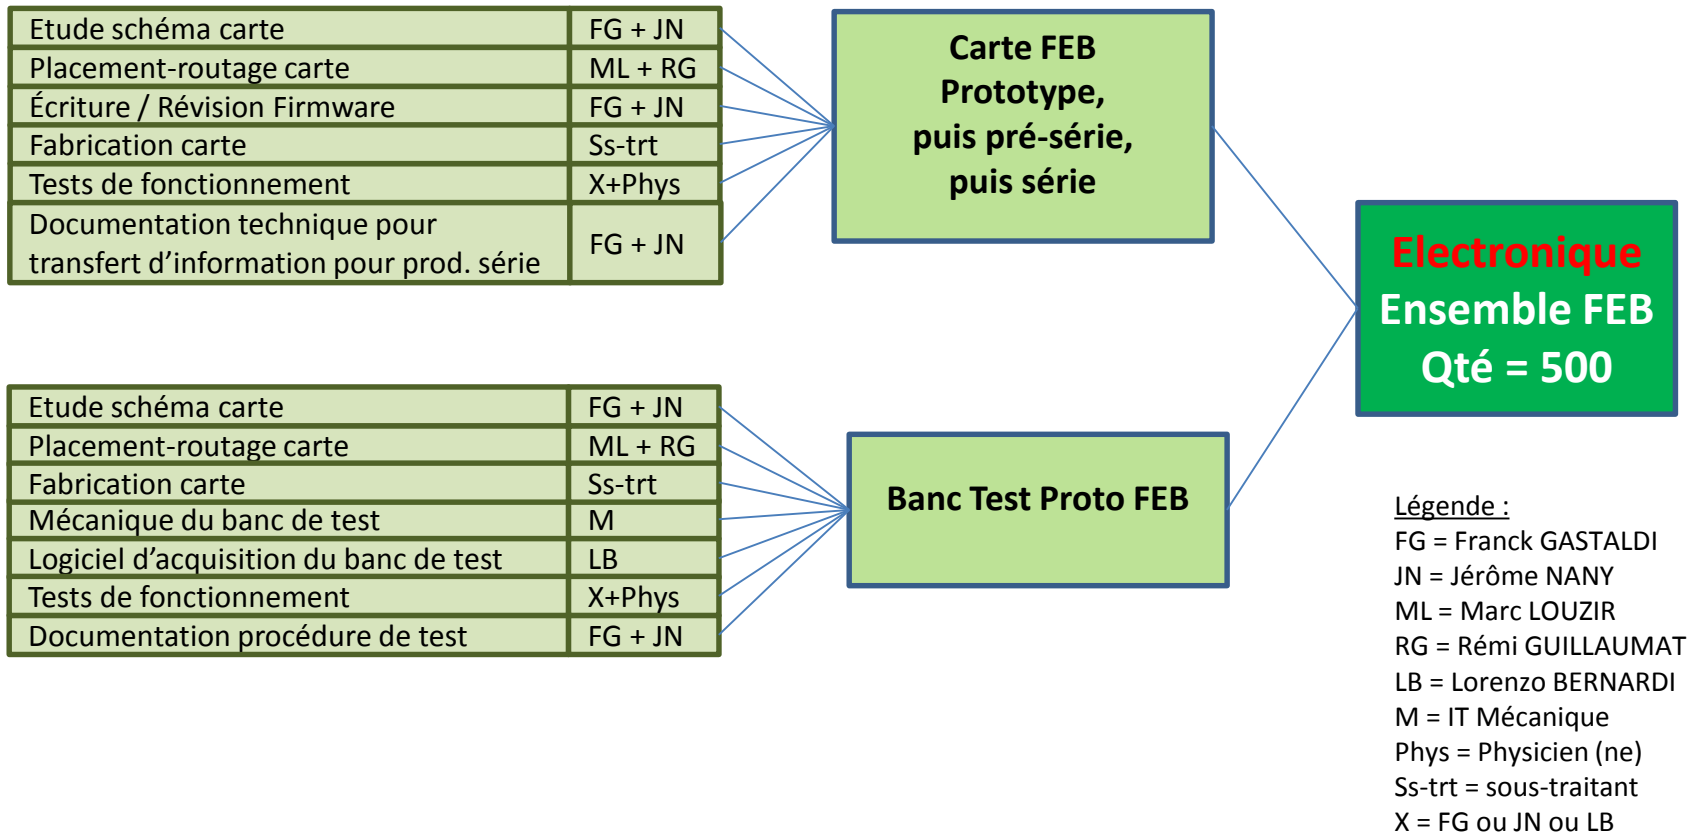 Etude schéma carte FG + JN
Placement-routage carte ML + RG
Écriture / Révision Firmware FG + JN
Fabrication carte Ss-trt
Tests de fonctionnement X+Phys
Documentation technique pour
transfert d’information pour prod. série FG + JN
Carte FEB
Prototype,
puis pré-série,
puis série
Electronique
Ensemble FEB
Qté = 500
Etude schéma carte FG + JN
Placement-routage carte ML + RG
Fabrication carte Ss-trt
Mécanique du banc de test M
Logiciel d’acquisition du banc de test LB
Tests de fonctionnement X+Phys
Documentation procédure de test FG + JN
Banc Test Proto FEB
Légende :
FG = Franck GASTALDI
JN = Jérôme NANY
ML = Marc LOUZIR
RG = Rémi GUILLAUMAT
LB = Lorenzo BERNARDI
M = IT Mécanique
Phys = Physicien (ne)
Ss-trt = sous-traitant
X = FG ou JN ou LB